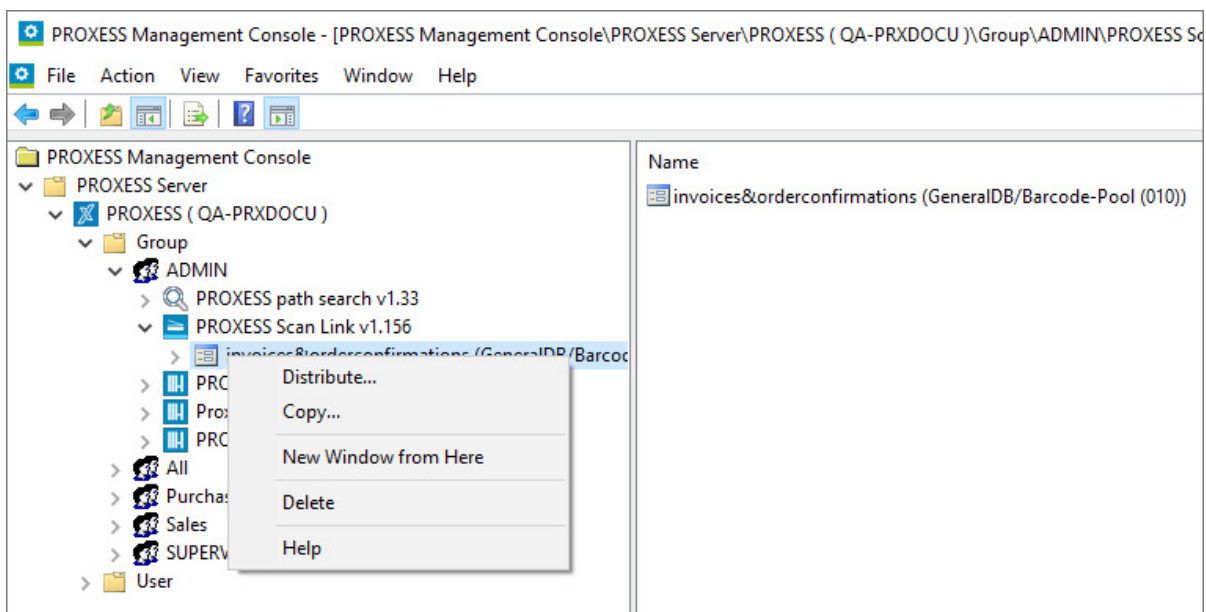 PROXESS Management Console - [PROXESS Management Console\PROXESS Server\PROXESS ( QA-PRXDOCU )\Group\ADMIN\PROXESS Sc
File Action View Favorites Window Help
PROXESS Management Console
PROXESS Server
PROXESS ( QA-PRXDOCU )
Group
ADMIN
PROXESS path search v1.33
PROXESS Scan Link v1.156
invoices&orderconfirmations (GeneralDB/Barcod
PRO
Prox
PRO
All
Purchas
Sales
SUPERV
User
Distribute...
Copy...
New Window from Here
Delete
Help
Name
invoices&orderconfirmations (GeneralDB/Barcode-Pool (010))